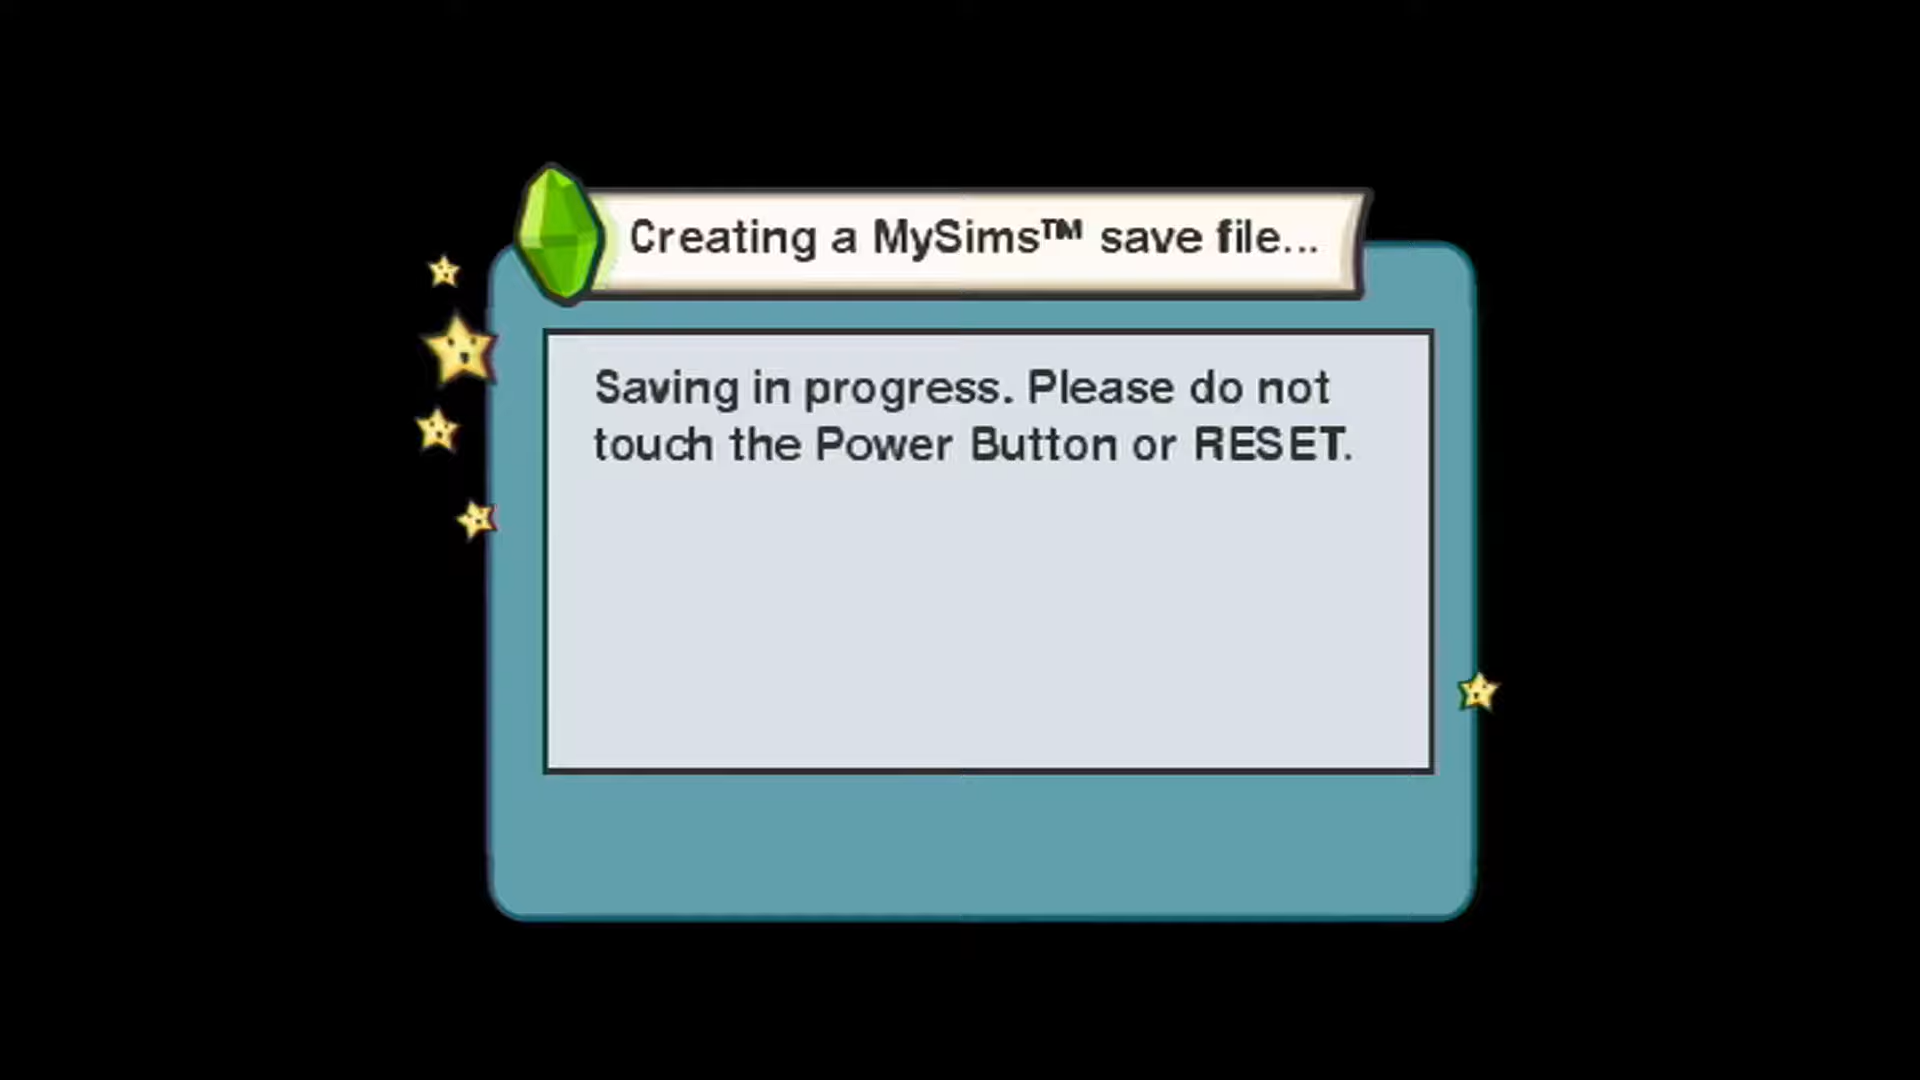 Creating a MySims™ save file...
Saving in progress. Please do not
touch the Power Button or RESET.